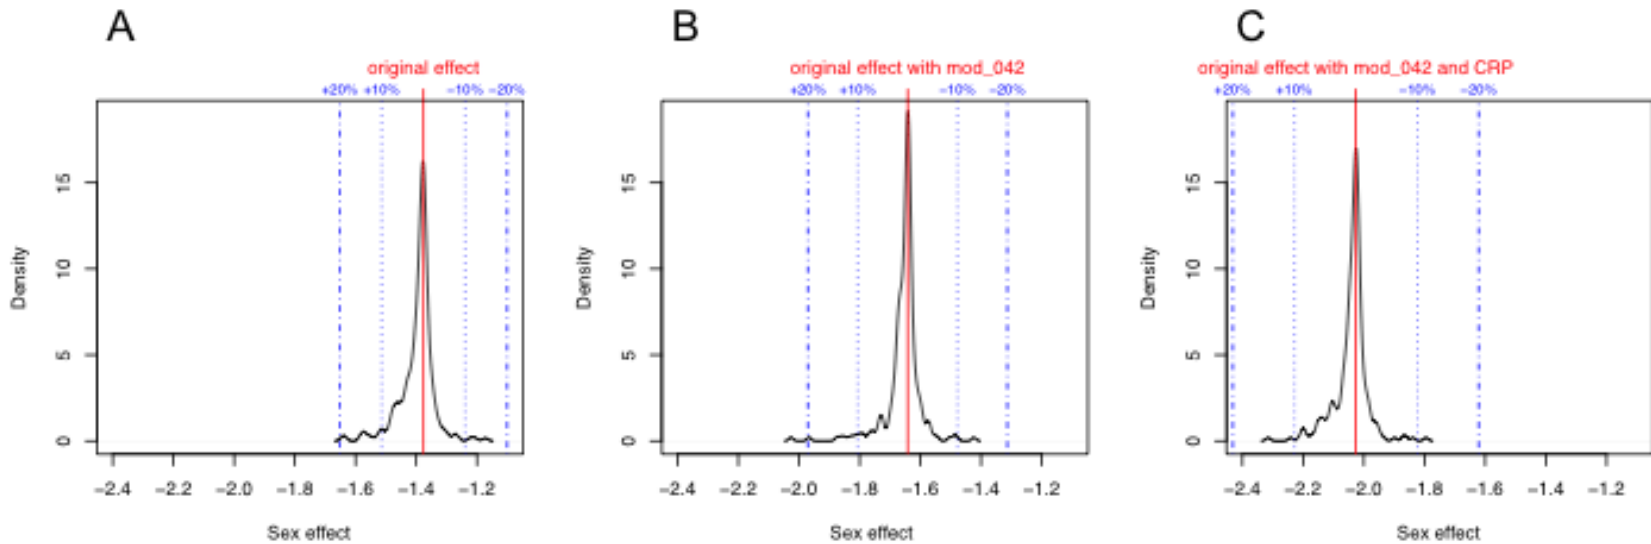 A
original effect
+20% +10% −10% −20%
15
10
5
0
Density
−2.4 −2.2 −2.0 −1.8 −1.6 −1.4 −1.2
Sex effect
B
original effect with mod_042
+20% +10% −10% −20%
15
10
5
0
Density
−2.4 −2.2 −2.0 −1.8 −1.6 −1.4 −1.2
Sex effect
C
original effect with mod_042 and CRP
+20% +10% −10% −20%
15
10
5
0
Density
−2.4 −2.2 −2.0 −1.8 −1.6 −1.4 −1.2
Sex effect